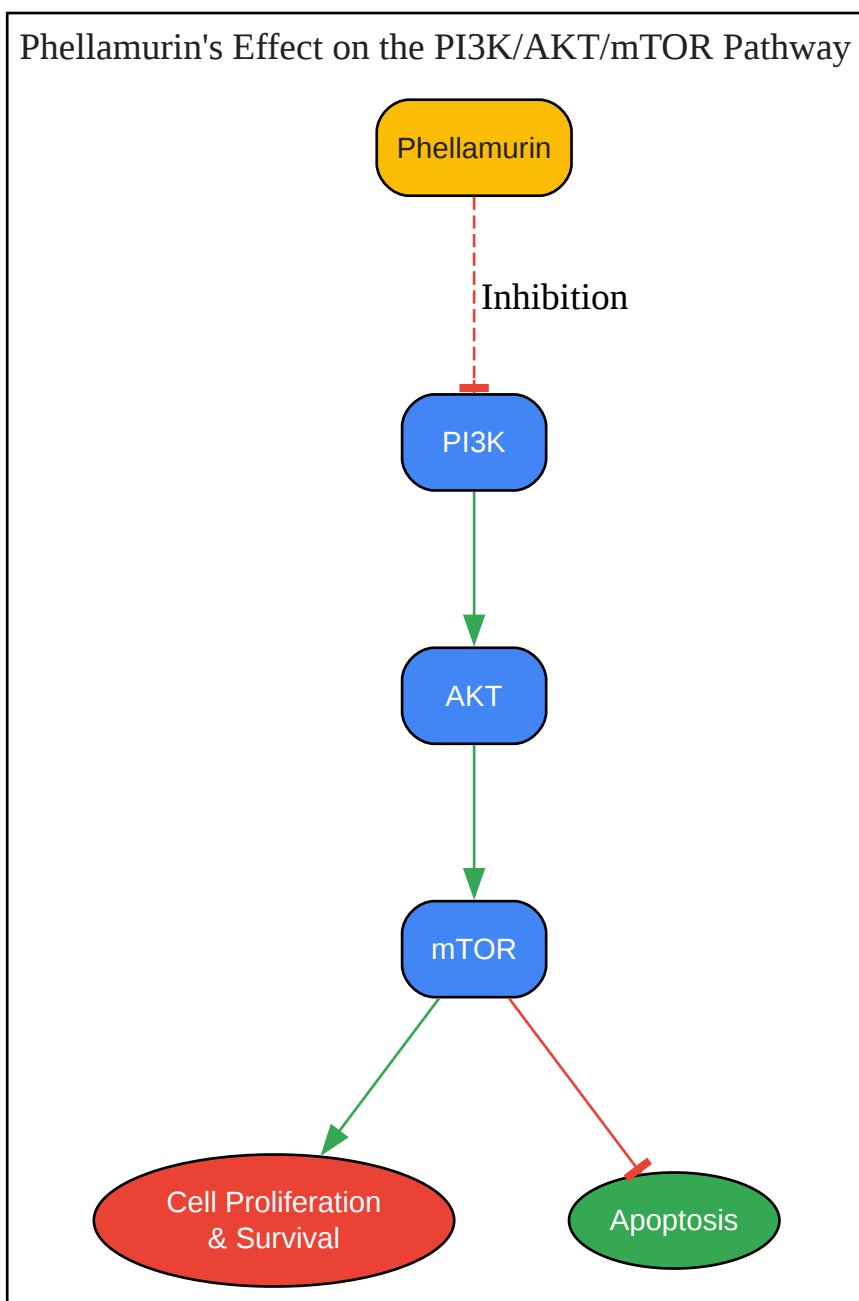 Phellamurin's Effect on the PI3K/AKT/mTOR Pathway
Phellamurin
Inhibition
PI3K
AKT
mTOR
Cell Proliferation
& Survival
Apoptosis